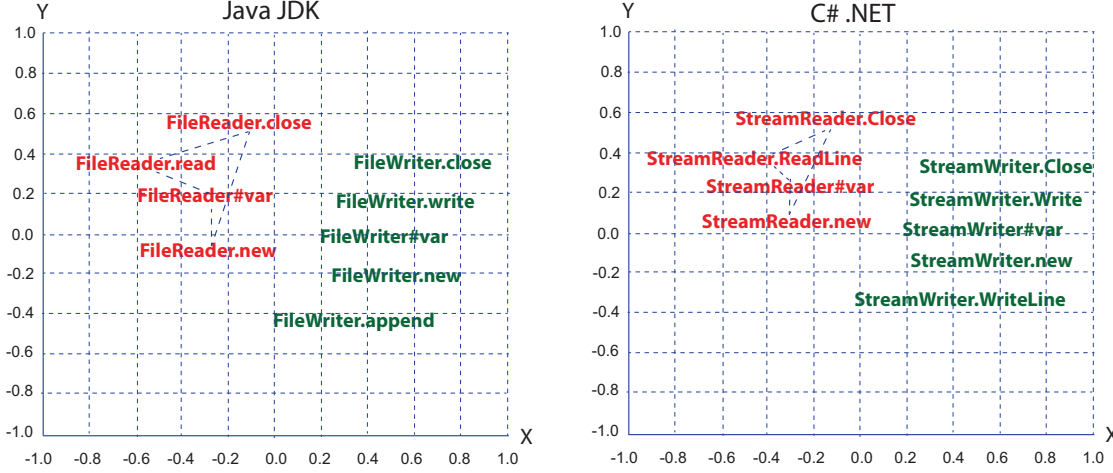 Java JDK
Y
1.0
0.8
0.6
0.4
0.2
0.0
-0.2
-0.4
-0.6
-0.8
-1.0
FileReader.close
FileReader.read
FileReader#var
FileReader.new
FileWriter.close
FileWriter.write
FileWriter#var
FileWriter.new
FileWriter.append
X
-1.0 -0.8 -0.6 -0.4 -0.2 0.0 0.2 0.4 0.6 0.8 1.0
C# .NET
Y
1.0
0.8
0.6
0.4
0.2
0.0
-0.2
-0.4
-0.6
-0.8
-1.0
StreamReader.Close
StreamReader.ReadLine
StreamReader#var
StreamReader.new
StreamWriter.Close
StreamWriter.Write
StreamWriter#var
StreamWriter.new
StreamWriter.WriteLine
X
-1.0 -0.8 -0.6 -0.4 -0.2 0.0 0.2 0.4 0.6 0.8 1.0